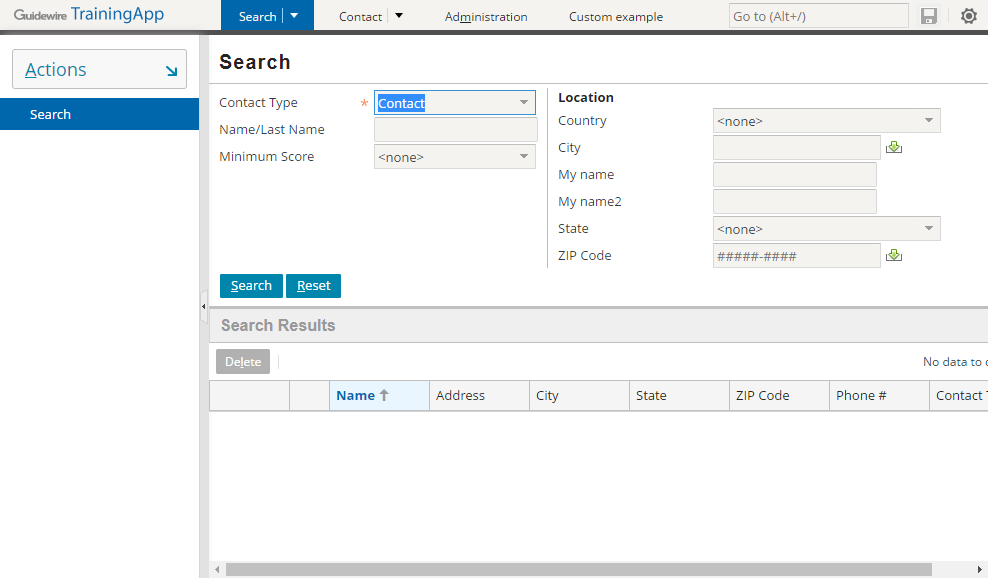 Guidewire TrainingApp
Search
Contact
Administration
Custom example
Go to (Alt+/)
Actions
Search
Search
Contact Type * Contact
Name/Last Name
Minimum Score <none>
Location
Country <none>
City
My name
My name2
State <none>
ZIP Code #####-####
Search Reset
Search Results
Delete
No data to
Name Address City State ZIP Code Phone # Contact